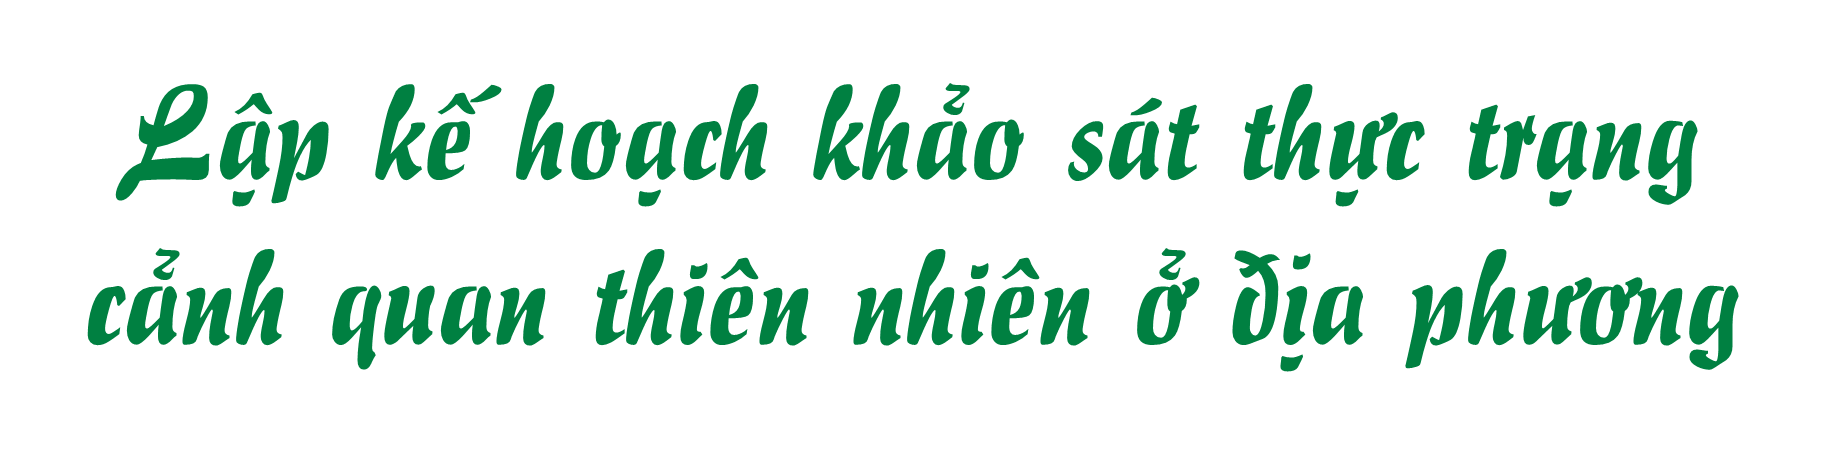 Lập kế hoạch khảo sát thực trạng
cảnh quan thiên nhiên ở địa phương